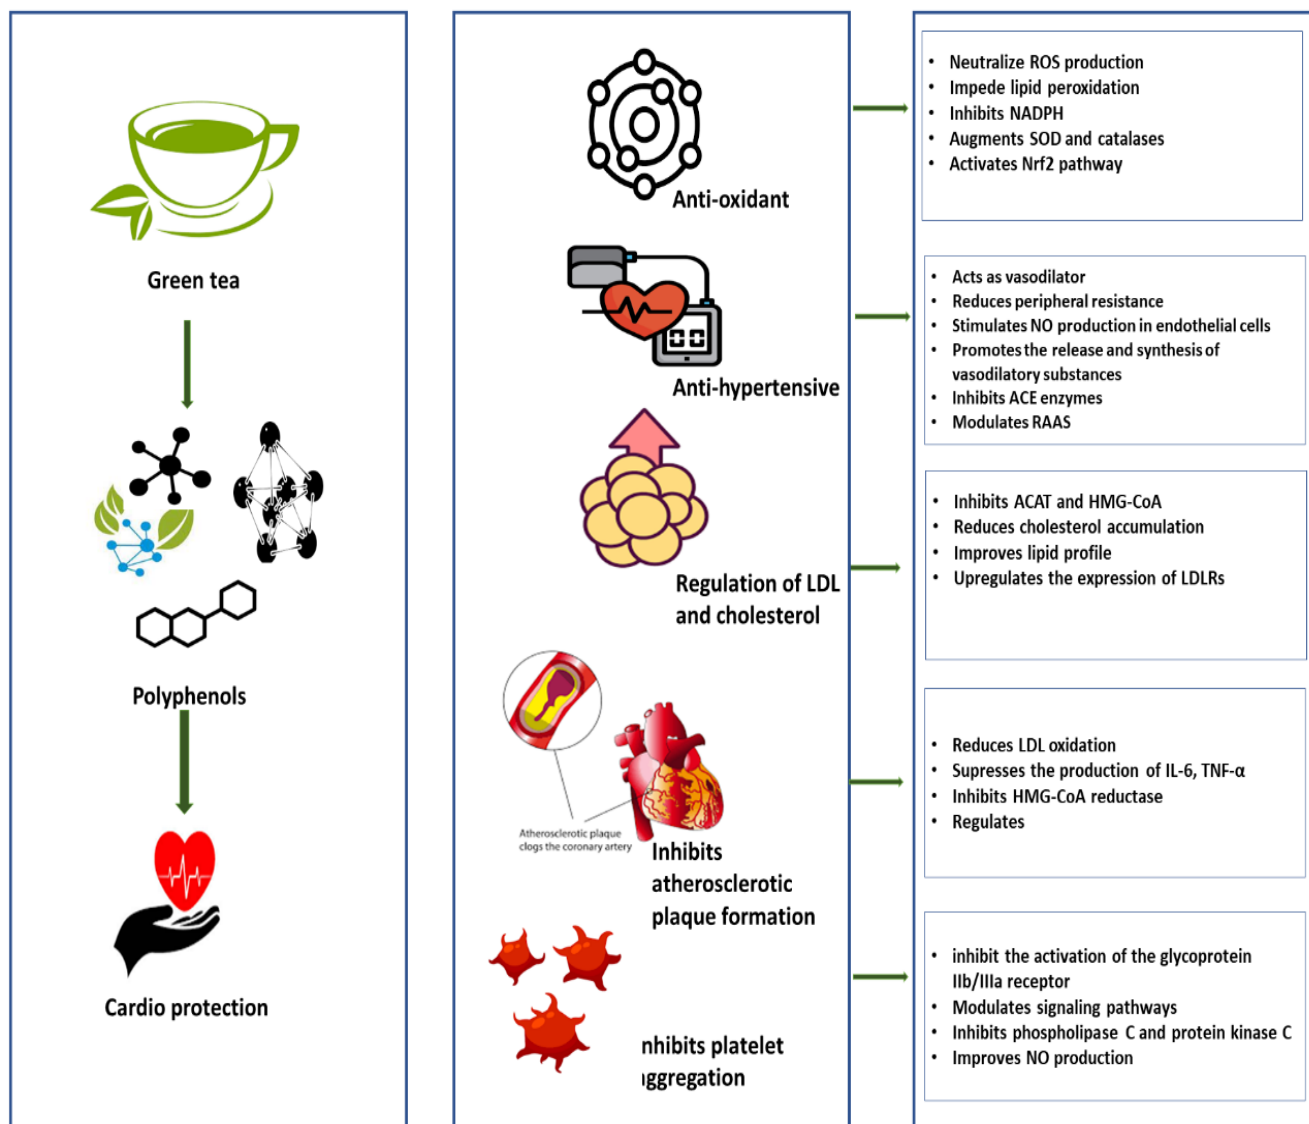 Green tea
Polyphenols
Cardio protection
Anti-oxidant
Anti-hypertensive
Regulation of LDL
and cholesterol
Atherosclerotic plaque
clogs the coronary artery
Inhibits
atherosclerotic
plaque formation
nhibits platelet
ggregation
• Neutralize ROS production
• Impede lipid peroxidation
• Inhibits NADPH
• Augments SOD and catalases
• Activates Nrf2 pathway
• Acts as vasodilator
• Reduces peripheral resistance
• Stimulates NO production in endothelial cells
• Promotes the release and synthesis of
vasodilatory substances
• Inhibits ACE enzymes
• Modulates RAAS
• Inhibits ACAT and HMG-CoA
• Reduces cholesterol accumulation
• Improves lipid profile
• Upregulates the expression of LDLRs
• Reduces LDL oxidation
• Supresses the production of IL-6, TNF-α
• Inhibits HMG-CoA reductase
• Regulates
• inhibit the activation of the glycoprotein
IIb/IIIa receptor
• Modulates signaling pathways
• Inhibits phospholipase C and protein kinase C
• Improves NO production